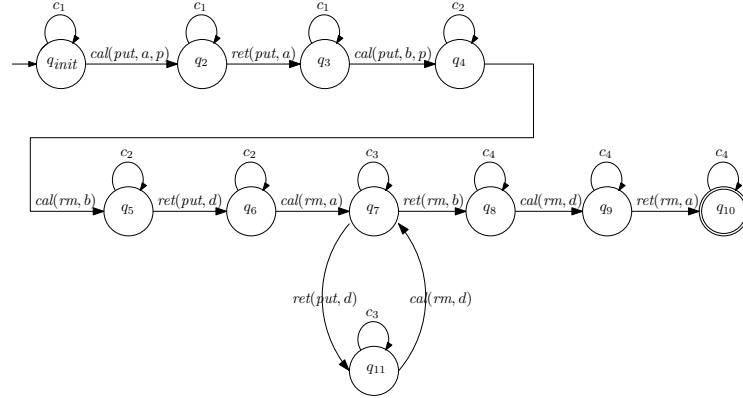 c₁ c₁ c₁ c₂
q_init cal(put, a, p) q₂ ret(put, a) q₃ cal(put, b, p) q₄
c₂ c₂ c₃ c₄ c₄ c₄
cal(rm, b) q₅ ret(put, d) q₆ cal(rm, a) q₇ ret(rm, b) q₈ cal(rm, d) q₉ ret(rm, a) q₁₀
ret(put, d) cal(rm, d)
c₃
q₁₁